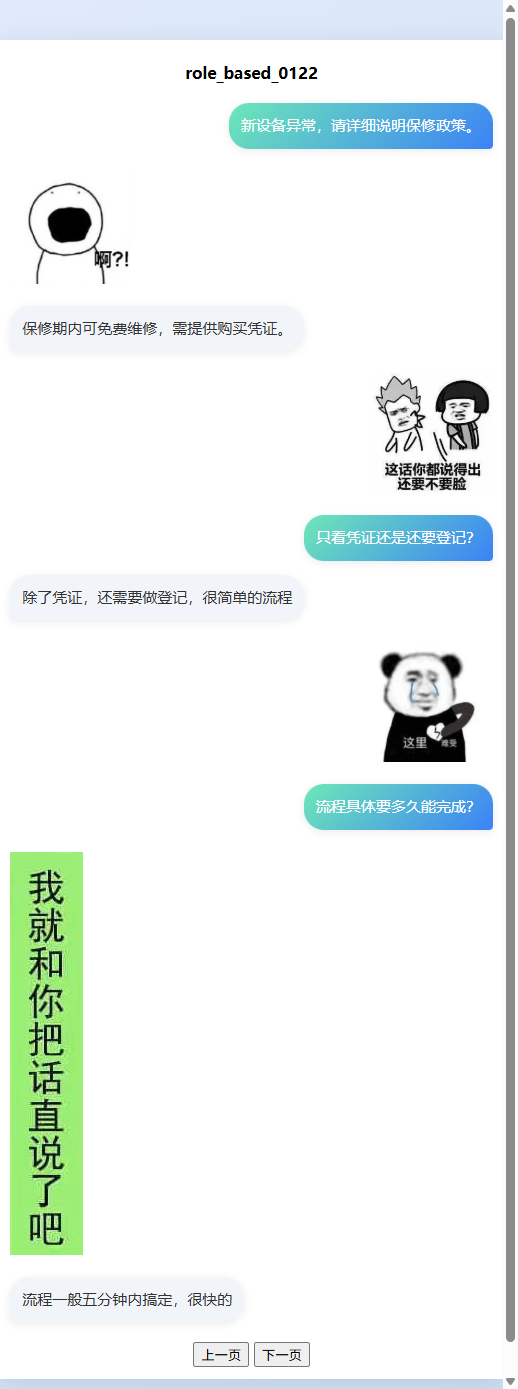 role_based_0122
新设备异常，请详细说明保修政策。
啊?!
保修期内可免费维修，需提供购买凭证。
这话你都说得出
还要不要脸
只看凭证还是还要登记?
除了凭证，还需要做登记，很简单的流程
这里
难受
流程具体要多久能完成?
我
就
和
你
把
话
直
说
了
吧
流程一般五分钟内搞定，很快的
上一页 下一页